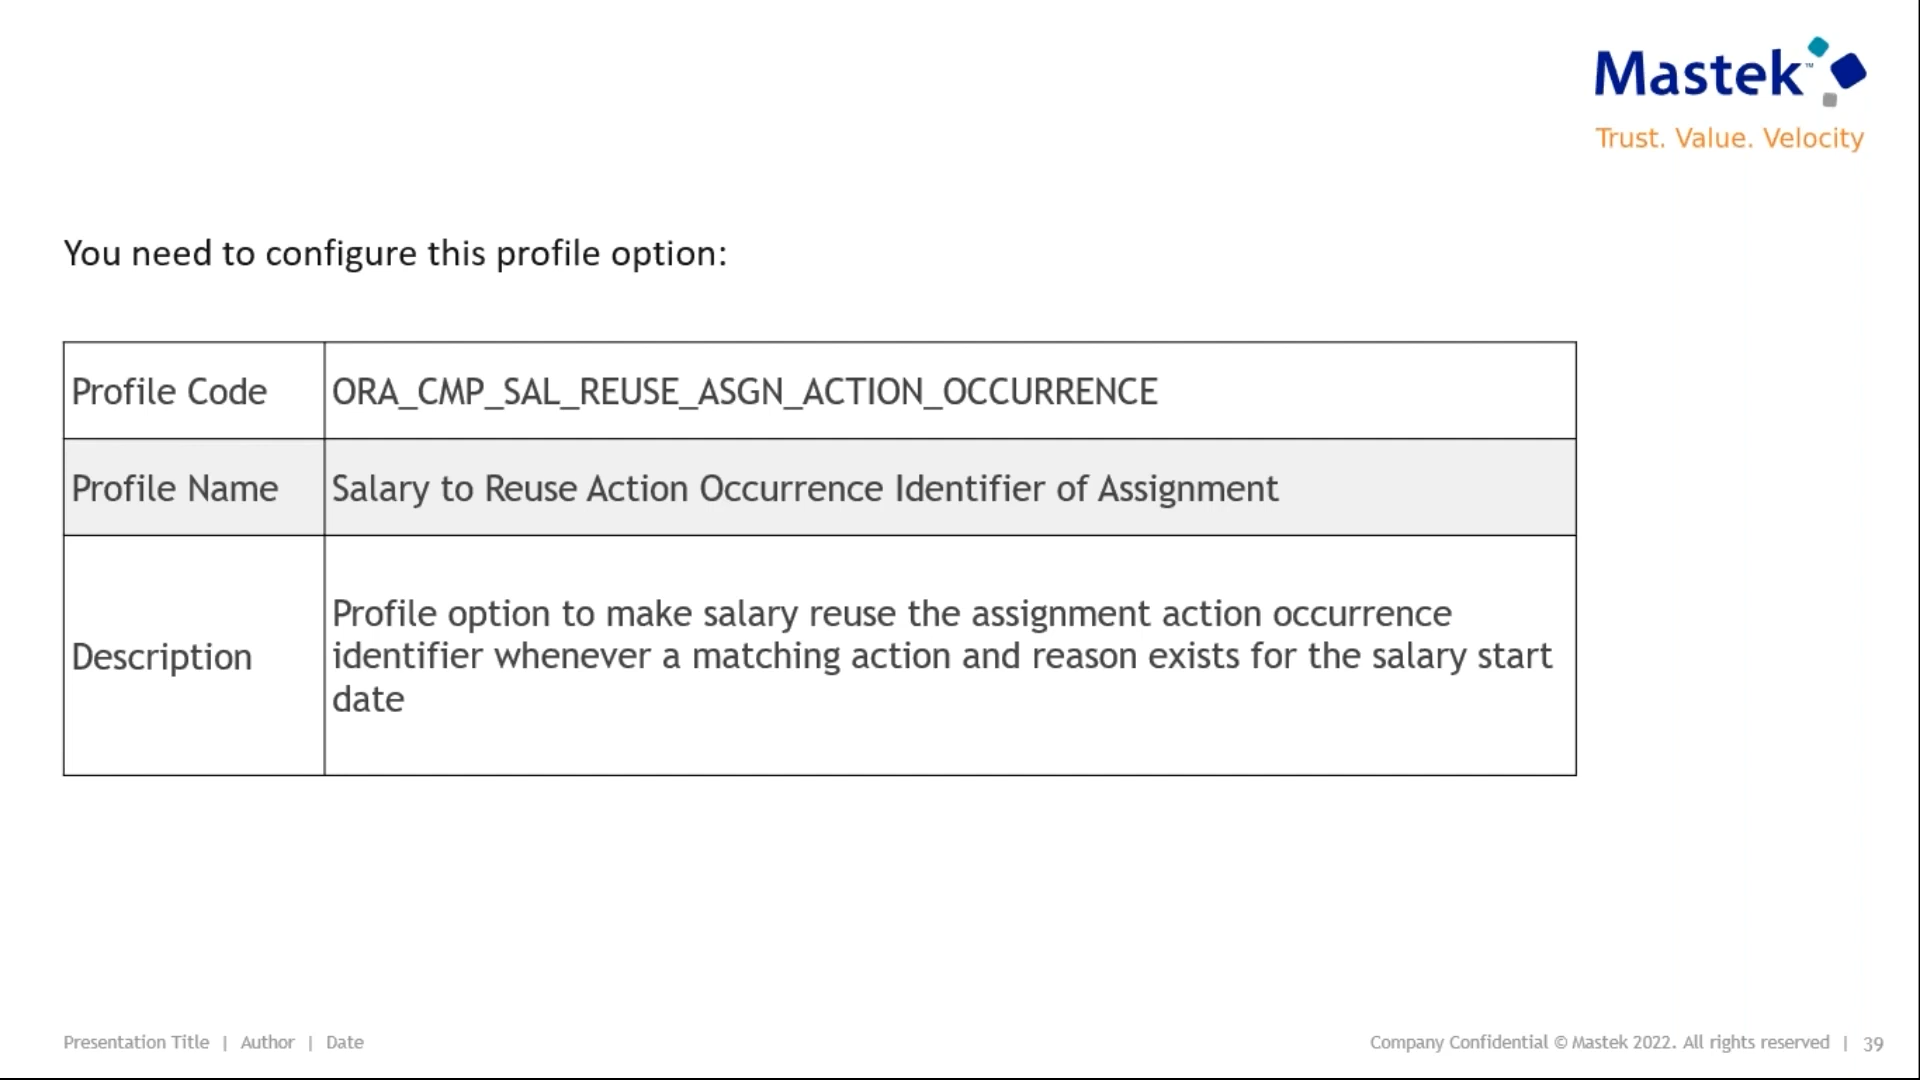 Mastek™
Trust. Value. Velocity
You need to configure this profile option:
Profile Code
ORA_CMP_SAL_REUSE_ASGN_ACTION_OCCURRENCE
Profile Name
Salary to Reuse Action Occurrence Identifier of Assignment
Description
Profile option to make salary reuse the assignment action occurrence
identifier whenever a matching action and reason exists for the salary start
date
Presentation Title | Author | Date
Company Confidential © Mastek 2022. All rights reserved | 39